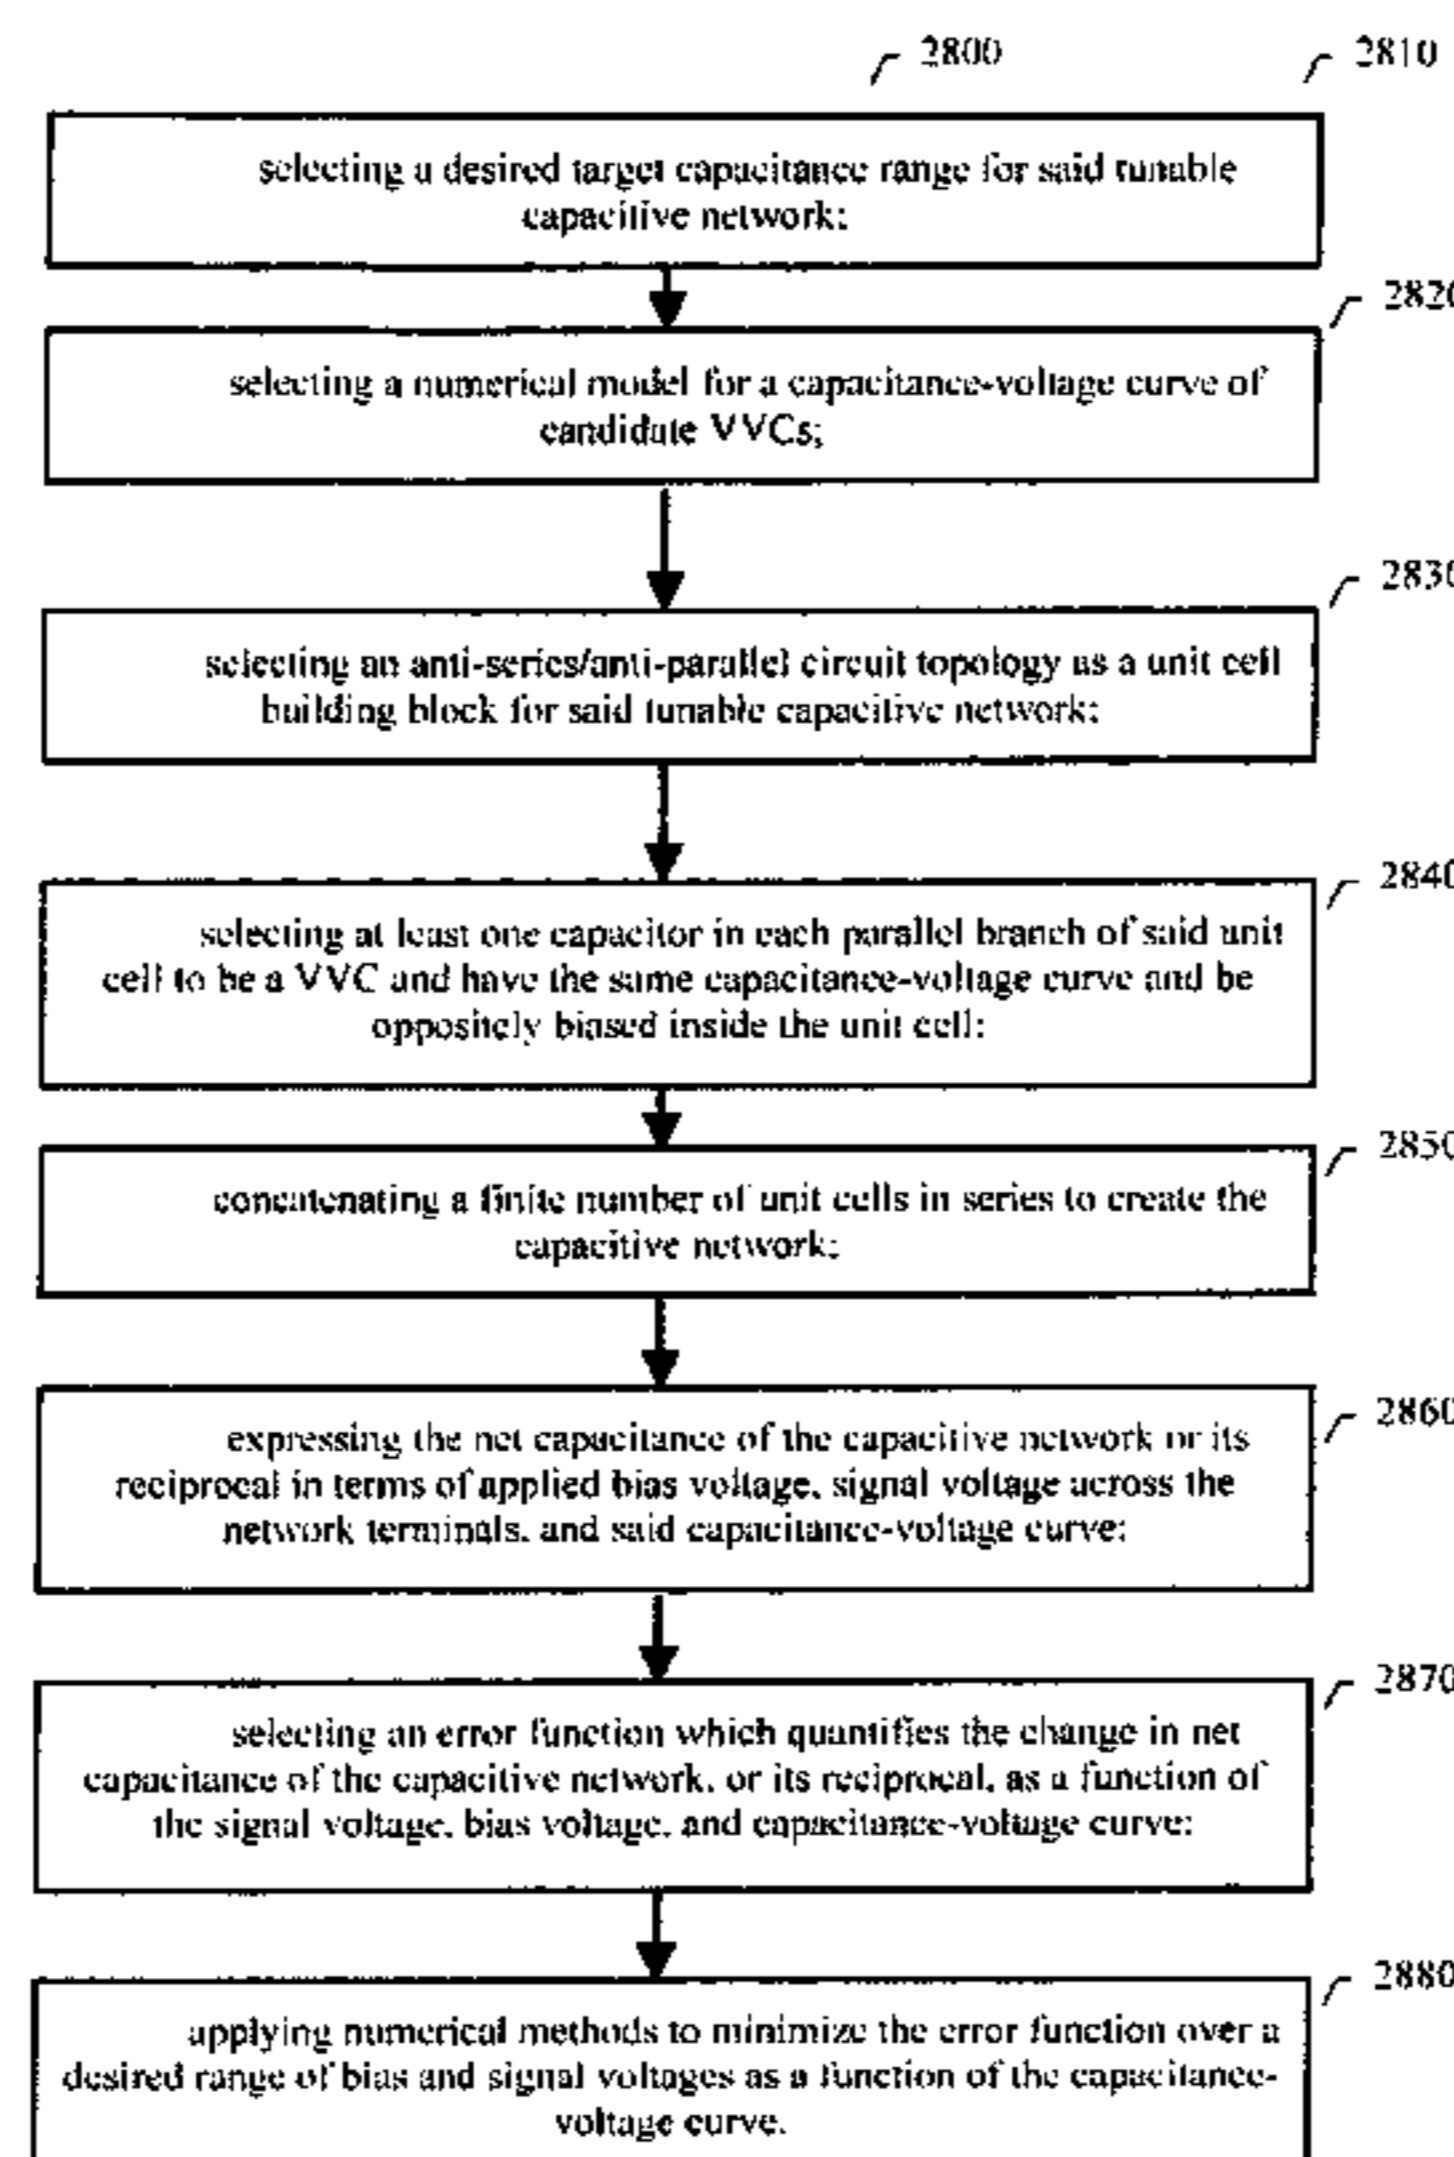 2800
2810
selecting a desired target capacitance range for said tunable
capacitive network;
2820
selecting a numerical model for a capacitance-voltage curve of
candidate VVCs;
2830
selecting an anti-series/anti-parallel circuit topology as a unit cell
building block for said tunable capacitive network;
2840
selecting at least one capacitor in each parallel branch of said unit
cell to be a VVC and have the same capacitance-voltage curve and be
oppositely biased inside the unit cell;
2850
concatenating a finite number of unit cells in series to create the
capacitive network;
2860
expressing the net capacitance of the capacitive network or its
reciprocal in terms of applied bias voltage, signal voltage across the
network terminals, and said capacitance-voltage curve;
2870
selecting an error function which quantifies the change in net
capacitance of the capacitive network, or its reciprocal, as a function of
the signal voltage, bias voltage, and capacitance-voltage curve;
2880
applying numerical methods to minimize the error function over a
desired range of bias and signal voltages as a function of the capacitance-
voltage curve.